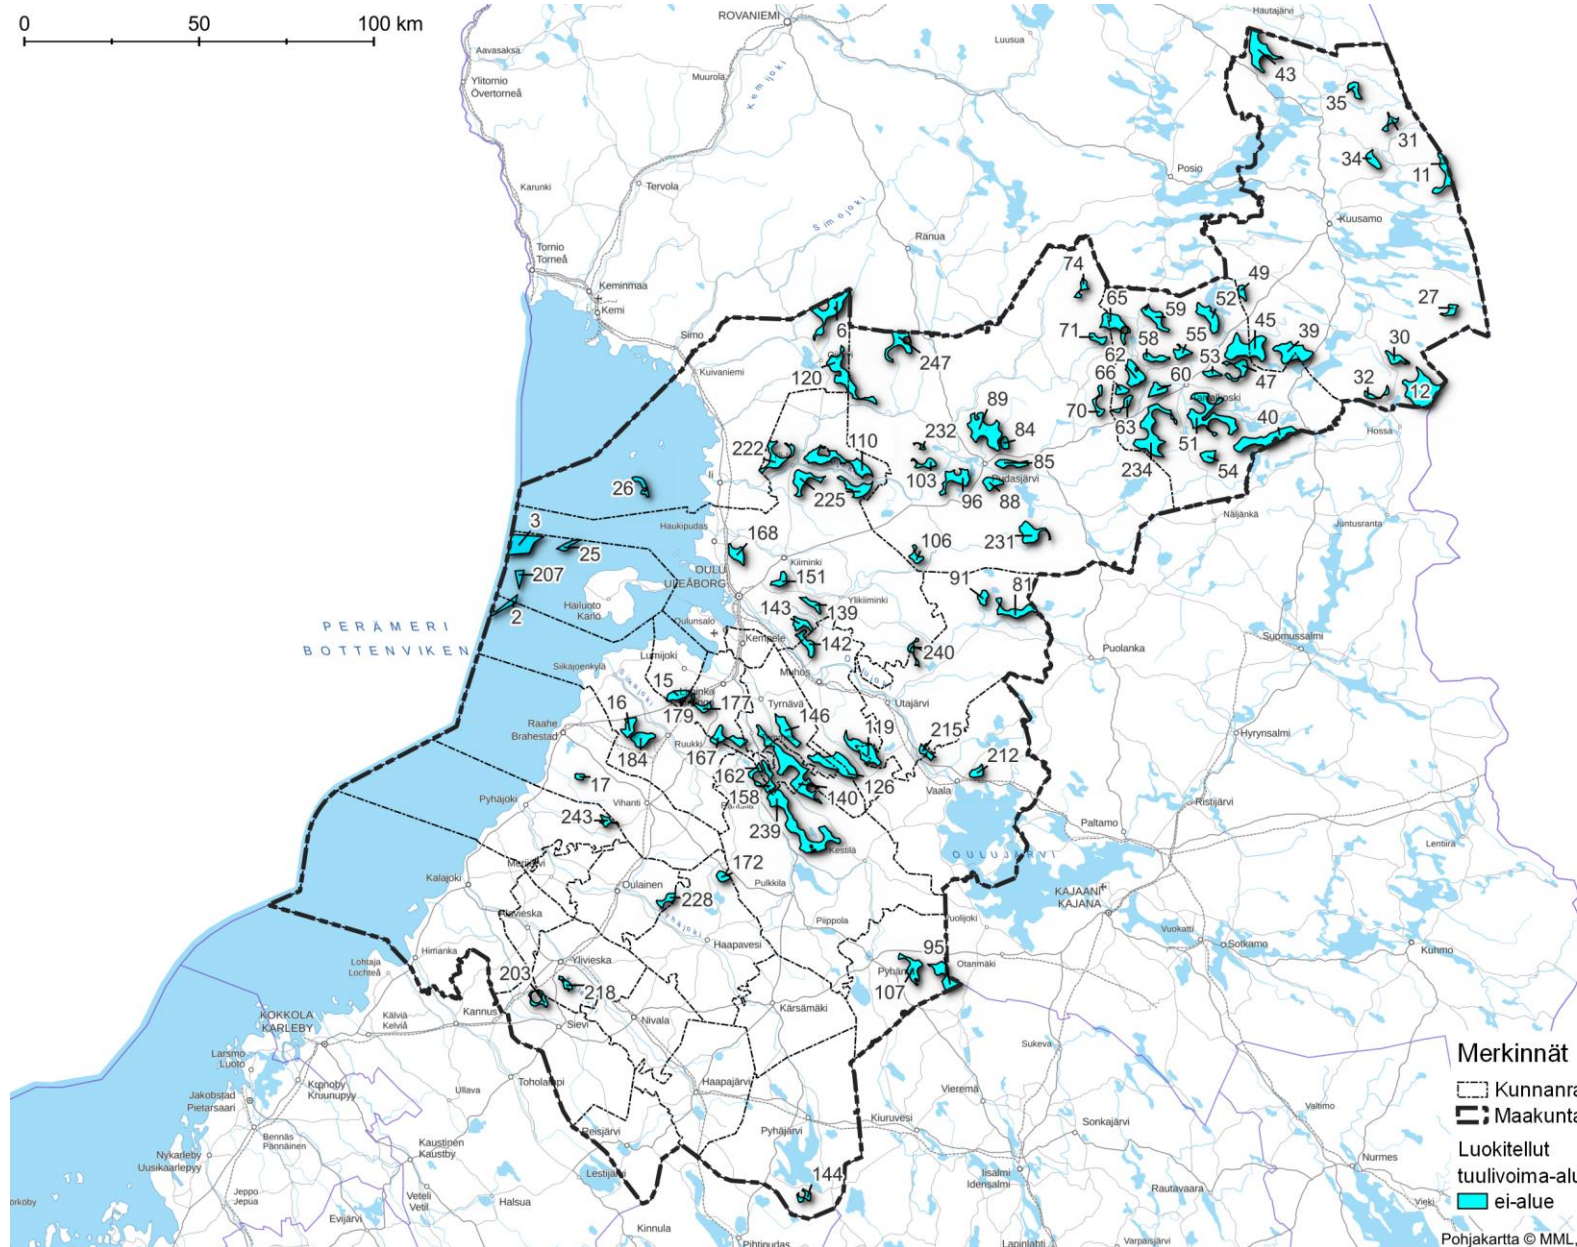 0 50 100 km
ROVANIEMI
Hautajärvi
Luusua
Aavasaksa
Muurola
Ylitornio
Övertorneå
Kemijoki
43
35
31
34
11
Posio
Karunki
Tervola
Simojoki
Kuusamo
Ranua
Tornio
Torneå
Keminmaa
Kemi
74
49
65
59
52
27
6
Simo
71
45
39
30
58
55
247
62
53
Kuivaniemi
120
66
60
47
32
12
70
89
63
40
Hossa
232
84
51
222
110
85
234
54
Ii
103
Pudasjärvi
26
225
96
88
Näljänkä
Juntusranta
3
Haukipudas
168
231
25
106
Kiiminki
207
OULU
ULEÅBORG
151
91
81
Hailuoto
Karlö
139
Ylikiiminki
2
143
PERÄMERI
BOTTENVIKEN
Oulunsalo
Kempele
142
Suomussalmi
240
Puolanka
Lumijoki
Siikajoenkylä
Siikajoki
Muhos
Oulujoki
15
177
Tyrnävä
Utajärvi
16
179
146
Raahe
Brahestad
119
215
Hyrynsalmi
Ruukki
184
167
162
212
17
126
Vaala
158
140
Pyhäjoki
Vihanti
Ristijärvi
243
239
Paltamo
Kestilä
Lentiira
OULUJÄRVI
Merijärvi
172
Kalajoki
Oulainen
Pulkkila
KAJAANI
KAJANA
228
Alavieska
Piippola
Vuolijoki
Vuokatti
Himanka
Haapavesi
Sotkamo
Kuhmo
Lohtaja
Lochteå
Ylivieska
95
Otanmäki
203
107
218
Kannus
Kärsämäki
KOKKOLA
KARLEBY
Kälviä
Kelviå
Nivala
Sievi
Sukeva
Larsmo
Luoto
Merkinnät
Toholampi
Haapajärvi
Vieremä
Kronoby
Kruunupyy
Ullava
Jakobstad
Pietarsaari
Kiuruvesi
Valtimo
Pyhäjärvi
Sonkajärvi
Bennäs
Pännäinen
Reisjärvi
Luokitellut
Kaustinen
Kaustby
Nykarleby
Uusikaarlepyy
Iisalmi
Idensalmi
Nurmes
Lestijärvi
144
Rautavaara
Jeppo
Jepua
Veteli
Vetil
Halsua
Vieki
ei-alue
Evijärvi
Kinnula
Pihtipudas
Lapinlahti
Varpaisjärvi
Pohjakartta © MML,